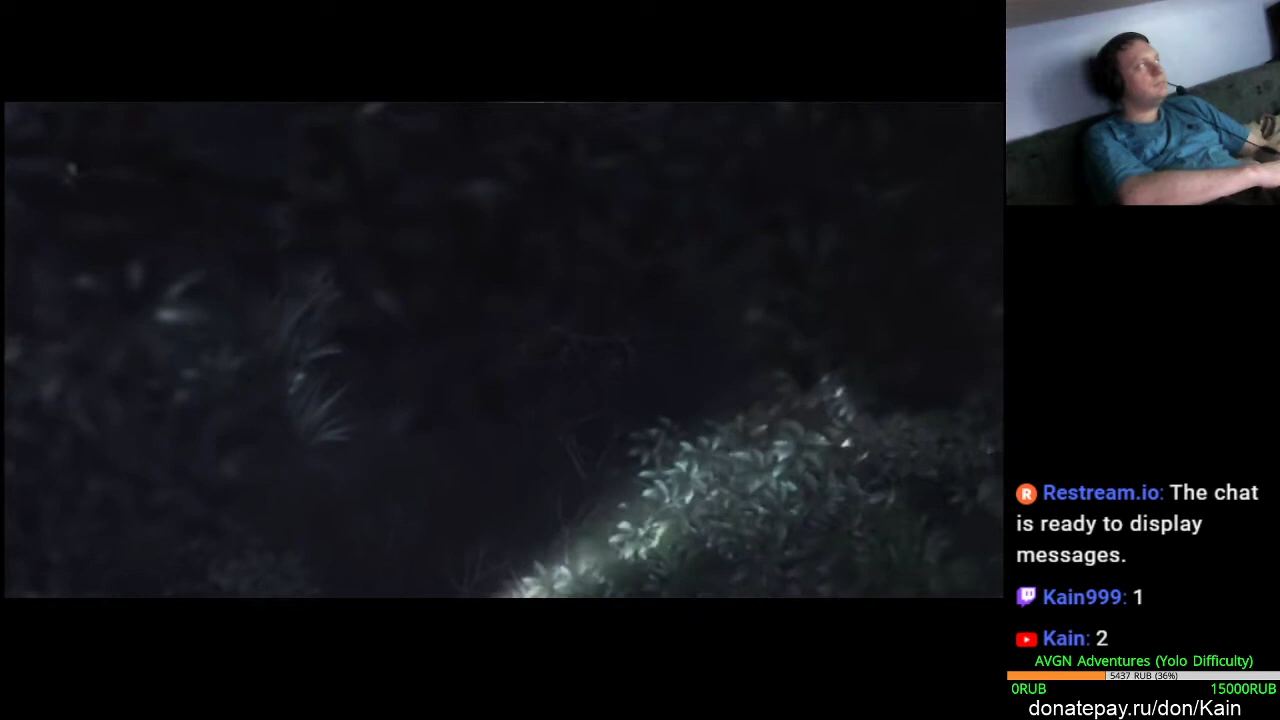 Restream.io: The chat
is ready to display
messages.
Kain999: 1
Kain: 2
AVGN Adventures (Yolo Difficulty)
5437 RUB (36%)
0RUB 15000RUB
donatepay.ru/don/Kain